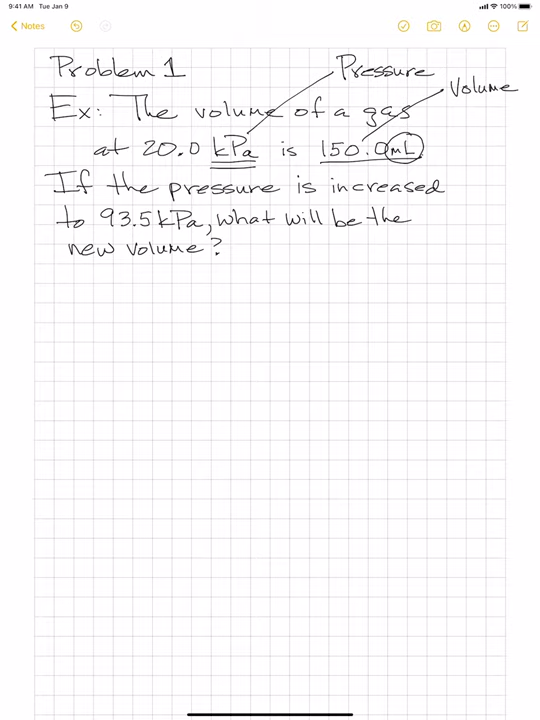 9:41 AM Tue Jan 9
100%
Notes
Problem 1
Pressure
Volume
Ex: The volume of a gas
at 20.0 kPa is 150.0mL.
If the pressure is increased
to 93.5kPa, what will be the
new volume?